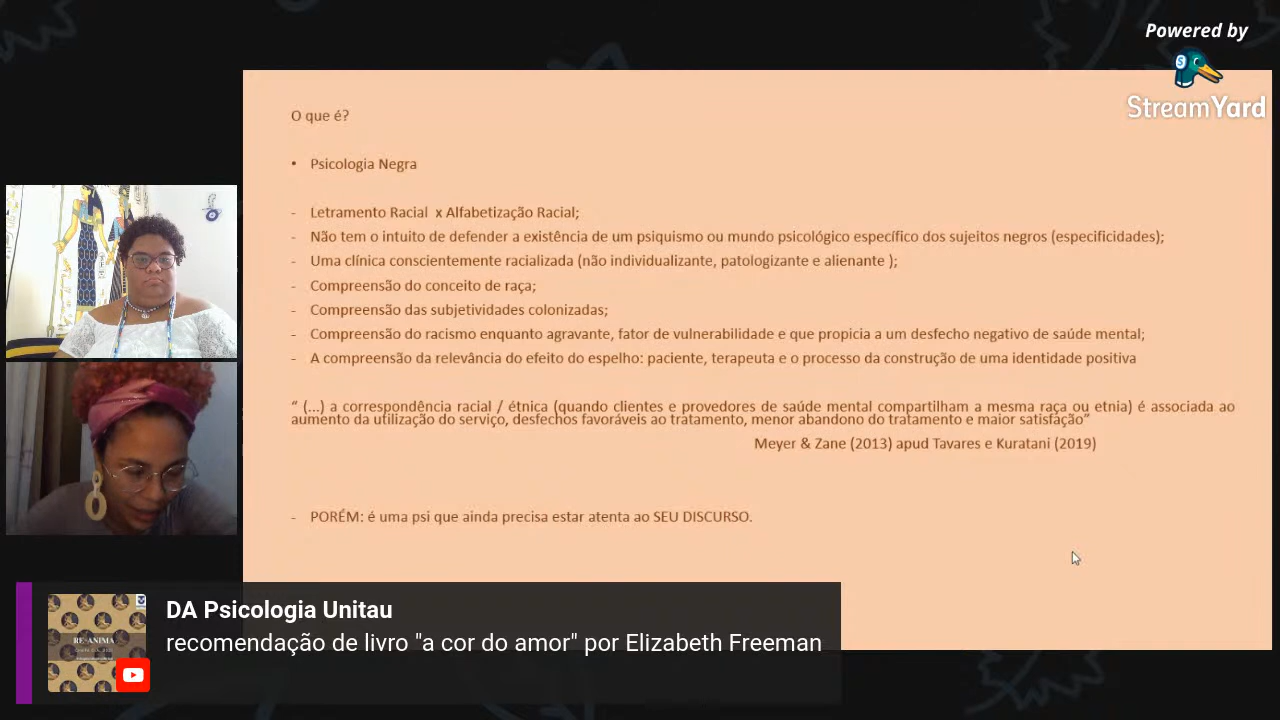 Powered by
StreamYard
O que é?
• Psicologia Negra
- Letramento Racial x Alfabetização Racial;
- Não tem o intuito de defender a existência de um psiquismo ou mundo psicológico específico dos sujeitos negros (especificidades);
- Uma clínica conscientemente racializada (não individualizante, patologizante e alienante );
- Compreensão do conceito de raça;
- Compreensão das subjetividades colonizadas;
- Compreensão do racismo enquanto agravante, fator de vulnerabilidade e que propicia a um desfecho negativo de saúde mental;
- A compreensão da relevância do efeito do espelho: paciente, terapeuta e o processo da construção de uma identidade positiva
“ (...) a correspondência racial / étnica (quando clientes e provedores de saúde mental compartilham a mesma raça ou etnia) é associada ao
aumento da utilização do serviço, desfechos favoráveis ao tratamento, menor abandono do tratamento e maior satisfação”
Meyer & Zane (2013) apud Tavares e Kuratani (2019)
- PORÉM: é uma psi que ainda precisa estar atenta ao SEU DISCURSO.
RE-ANIMA
DA Psicologia Unitau
recomendação de livro "a cor do amor" por Elizabeth Freeman